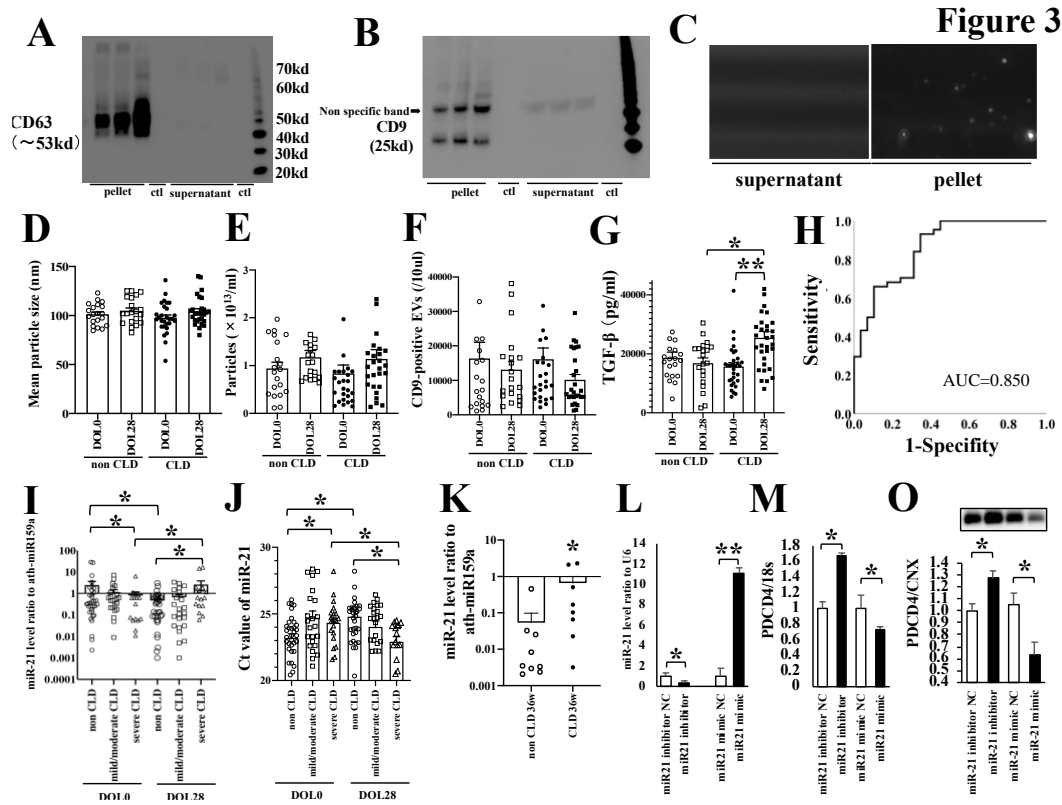 Figure 3
A
70kd
60kd
50kd
40kd
30kd
20kd
CD63
(~53kd)
pellet ctl supernatant ctl
B
Non specific band
CD9
(25kd)
pellet ctl supernatant ctl
C
supernatant pellet
D
Mean particle size (nm)
150
100
50
0
DOL0 DOL28 DOL0 DOL28
non CLD CLD
E
Particles (×10¹³/ml)
3
2
1
0
DOL0 DOL28 DOL0 DOL28
non CLD CLD
F
CD9-positive EVs (/10ul)
40000
30000
20000
10000
0
DOL0 DOL28 DOL0 DOL28
non CLD CLD
G
TGF-β (pg/ml)
*
**
40000
20000
0
DOL0 DOL28 DOL0 DOL28
non CLD CLD
H
Sensitivity
1.0
0.8
0.6
0.4
0.2
0.0
AUC=0.850
0.0 0.2 0.4 0.6 0.8 1.0
1-Specifity
I
miR-21 level ratio to ath-miR159a
*
*
*
*
100
10
1
0.1
0.01
0.001
0.0001
non CLD mild/moderate CLD severe CLD non CLD mild/moderate CLD severe CLD
DOL0 DOL28
J
Ct value of miR-21
*
*
*
*
30
25
20
non CLD mild/moderate CLD severe CLD non CLD mild/moderate CLD severe CLD
DOL0 DOL28
K
miR-21 level ratio to
ath-miR159a
*
10
1
0.1
0.01
0.001
non CLD 36w CLD 36w
L
miR-21 level ratio to U6
*
**
14
12
10
8
6
4
2
0
miR21 inhibitor NC miR21 inhibitor miR21 mimic NC miR21 mimic
M
PDCD4/18s
*
*
1.8
1.6
1.4
1.2
1
0.8
0.6
0.4
0.2
0
miR21 inhibitor NC miR21 inhibitor miR21 mimic NC miR21 mimic
O
PDCD4/CNX
*
*
1.4
1.3
1.2
1.1
1.0
0.9
0.8
0.7
0.6
0.5
0.4
miR-21 inhibitor NC miR-21 inhibitor miR-21 mimic NC miR-21 mimic